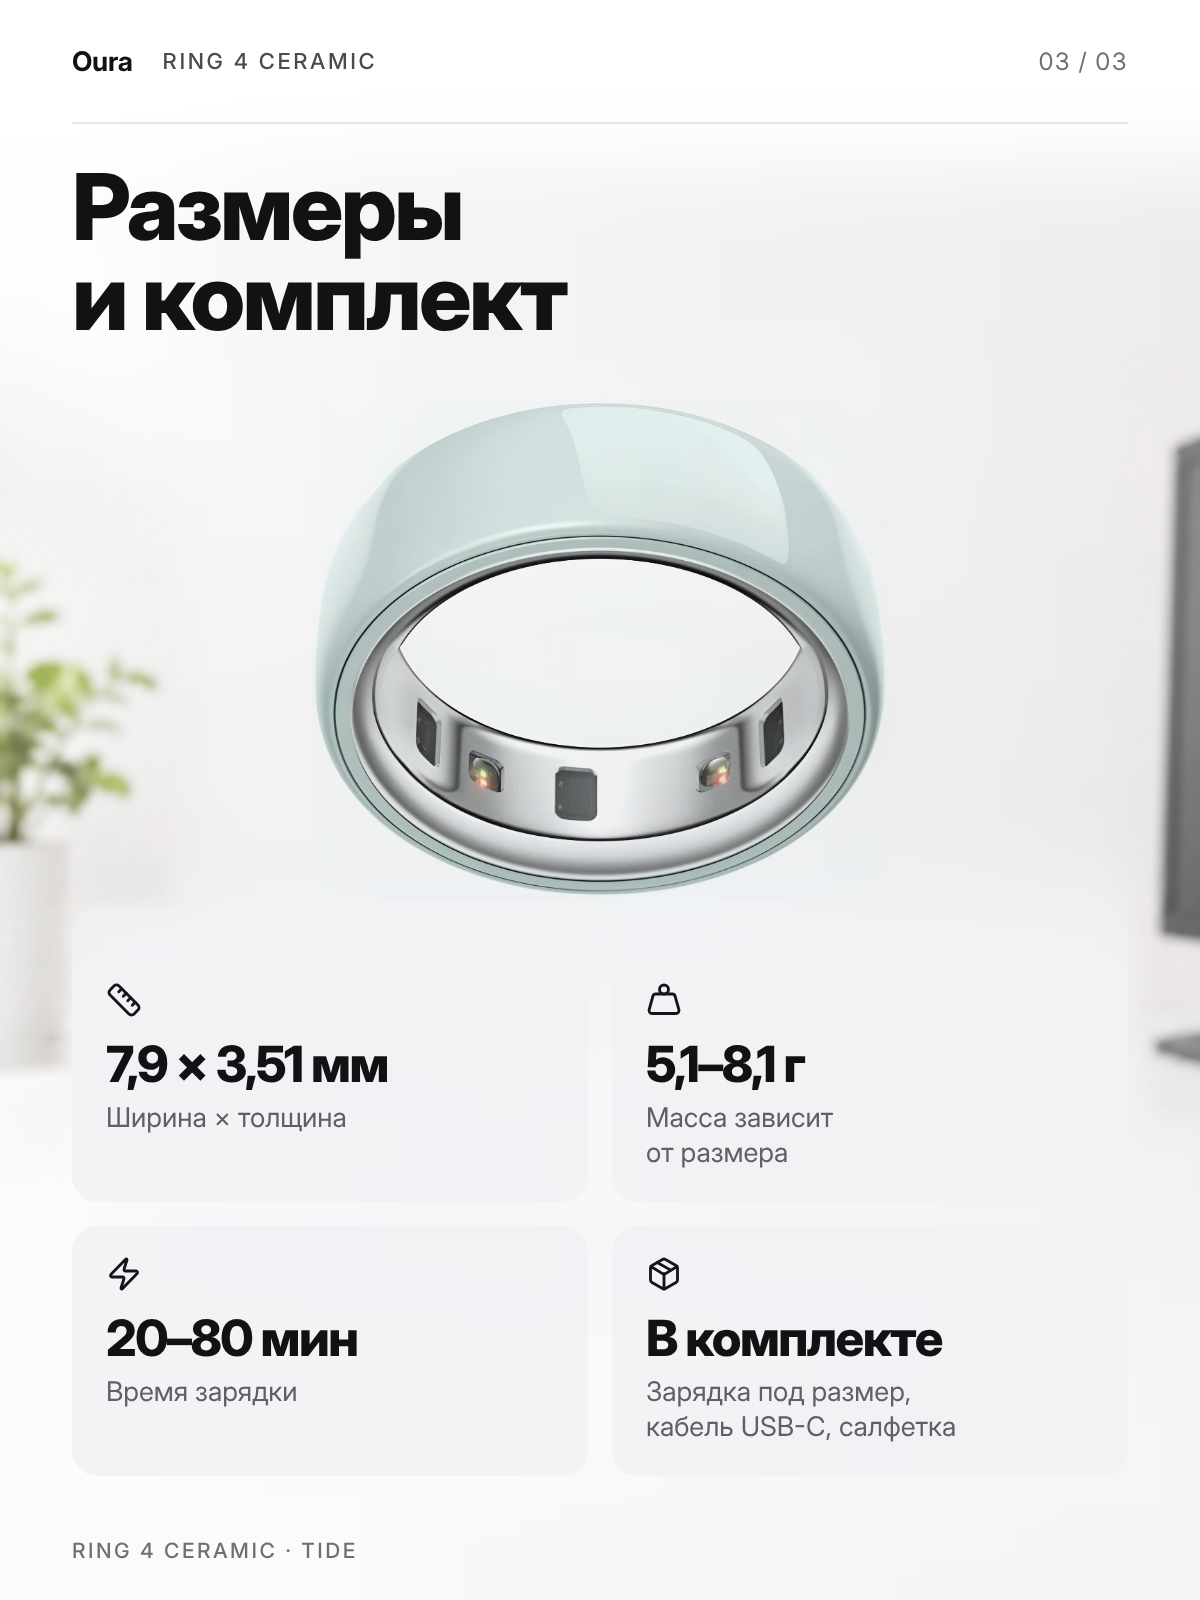 Oura RING 4 CERAMIC 03 / 03
Размеры
и комплект
7,9 × 3,51 мм
Ширина × толщина
5,1–8,1 г
Масса зависит
от размера
20–80 мин
Время зарядки
В комплекте
Зарядка под размер,
кабель USB-C, салфетка
RING 4 CERAMIC · TIDE